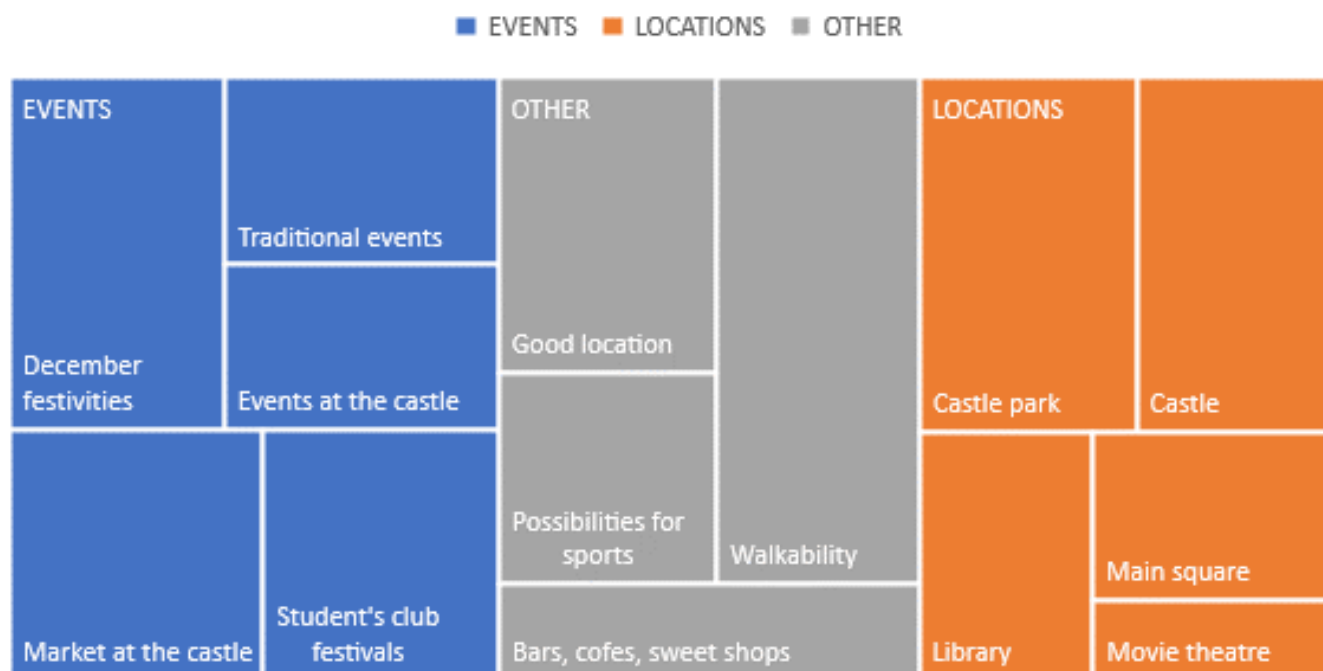 EVENTS LOCATIONS OTHER
EVENTS
December
festivities
Traditional events
Events at the castle
Market at the castle
Student's club
festivals
OTHER
Good location
Possibilities for
sports
Walkability
Bars, cofes, sweet shops
LOCATIONS
Castle park
Castle
Library
Main square
Movie theatre